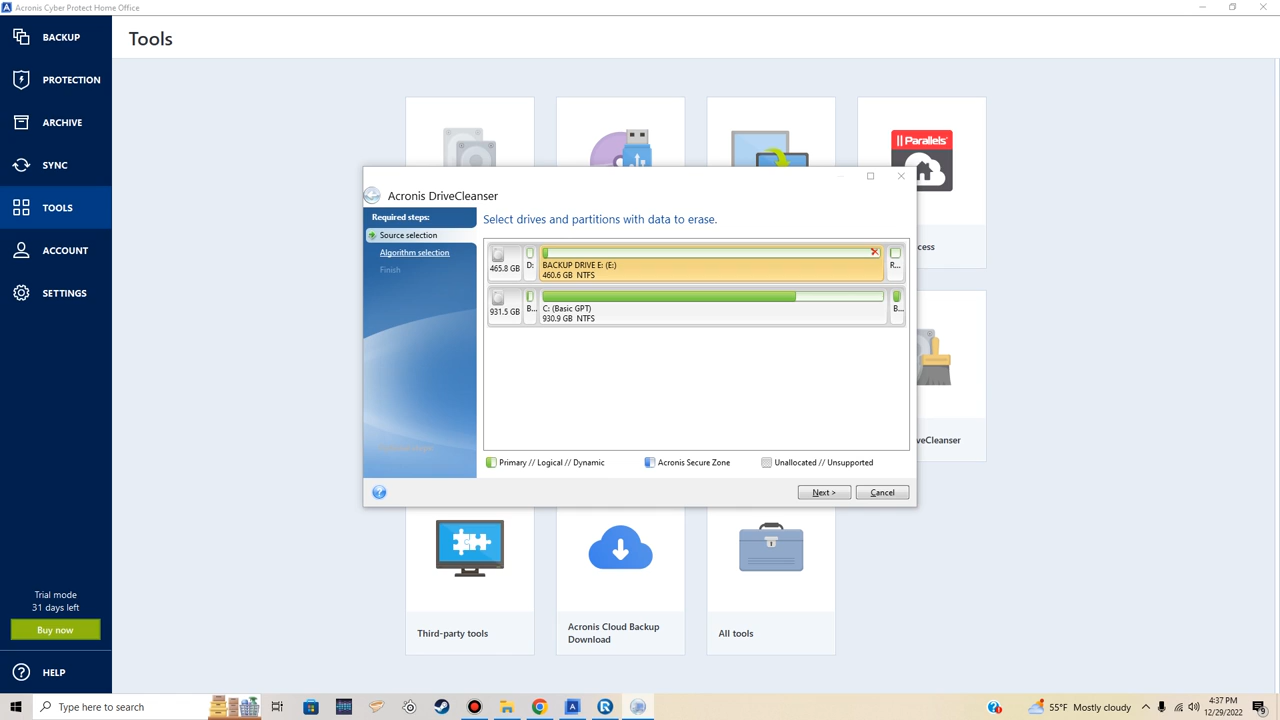 Acronis Cyber Protect Home Office
BACKUP
PROTECTION
ARCHIVE
SYNC
TOOLS
ACCOUNT
SETTINGS
Trial mode
31 days left
Buy now
HELP
Tools
Parallels
cess
veCleanser
Third-party tools
Acronis Cloud Backup
Download
All tools
Acronis DriveCleanser
Required steps:
Source selection
Algorithm selection
Finish
Select drives and partitions with data to erase.
465.8 GB
D:
BACKUP DRIVE E: (E:)
460.6 GB NTFS
R...
931.5 GB
B...
C: (Basic GPT)
930.9 GB NTFS
B...
Primary // Logical // Dynamic
Acronis Secure Zone
Unallocated // Unsupported
Next >
Cancel
Type here to search
55°F Mostly cloudy
4:37 PM
12/29/2022
9